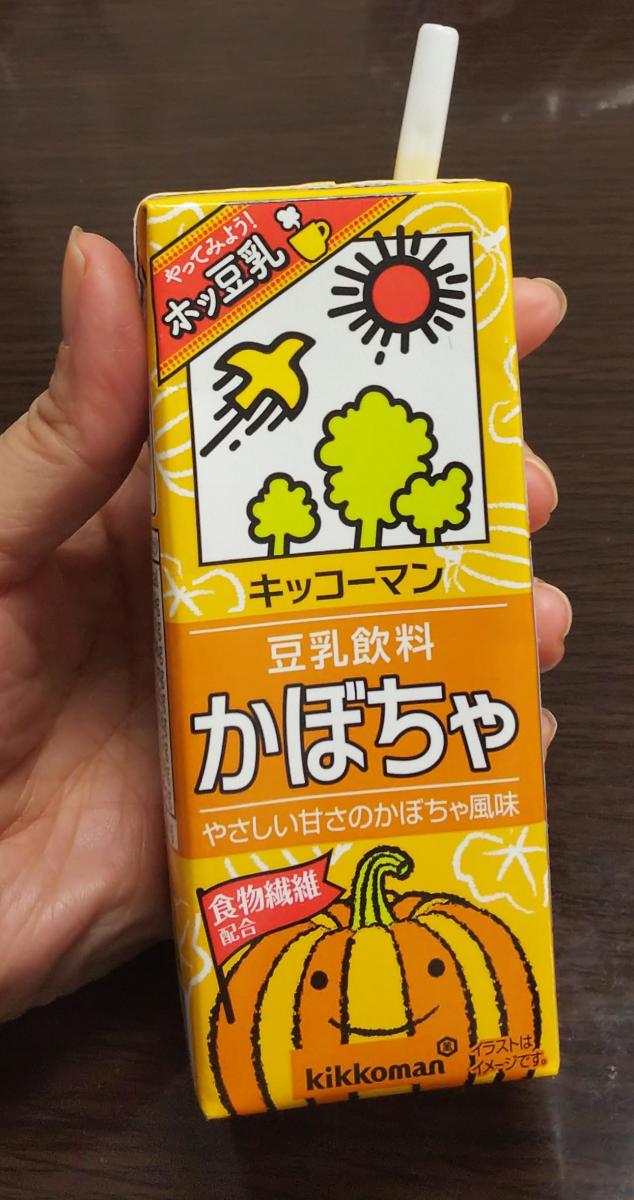 やってみよう!
ホッ豆乳
キッコーマン
豆乳飲料
かぼちゃ
やさしい甘さのかぼちゃ風味
食物繊維
配合
kikkoman
イラストは
イメージです。